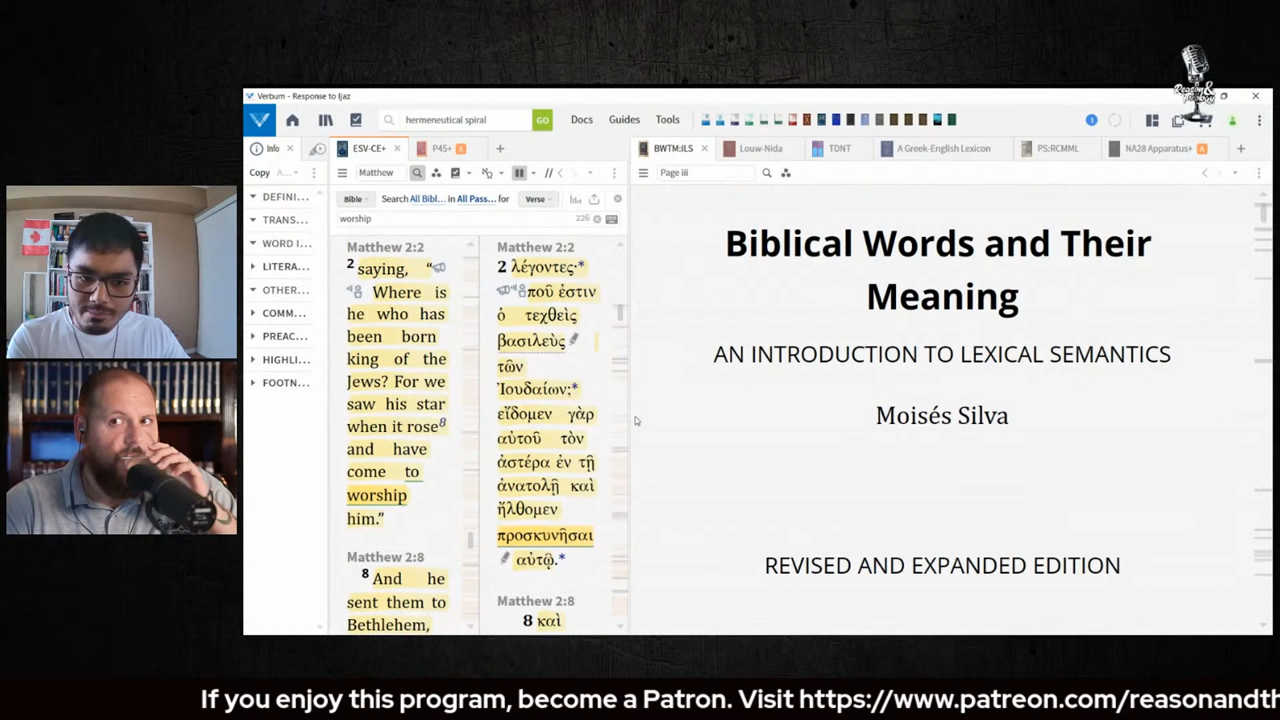 Reason&
Theology
Verbum - Response to Ijaz
hermeneutical spiral
GO
Docs
Guides
Tools
1
Info
ESV-CE+
P45+
A
BWTM:ILS
Louw-Nida
TDNT
A Greek-English Lexicon
PS:RCMML
NA28 Apparatus+
A
Copy
A...
Matthew
Page iii
DEFINI...
TRANS...
WORD I...
LITERA...
OTHER...
COMM...
PREAC...
HIGHLI...
FOOTN...
Bible
Search All Bibl... in All Pass... for
Verse
worship
226
Matthew 2:2
2 saying, “
Where is
he who has
been born
king of the
Jews? For we
saw his star
when it rose8
and have
come to
worship
him.”
Matthew 2:8
8 And he
sent them to
Bethlehem,
Matthew 2:2
2 λέγοντες·*
ποῦ ἐστιν
ὁ τεχθεὶς
βασιλεὺς
τῶν
Ἰουδαίων;*
εἴδομεν γὰρ
αὐτοῦ τὸν
ἀστέρα ἐν τῇ
ἀνατολῇ καὶ
ἤλθομεν
προσκυνῆσαι
αὐτῷ.*
Matthew 2:8
8 καὶ
Biblical Words and Their
Meaning
AN INTRODUCTION TO LEXICAL SEMANTICS
Moisés Silva
REVISED AND EXPANDED EDITION
If you enjoy this program, become a Patron. Visit https://www.patreon.com/reasonandth